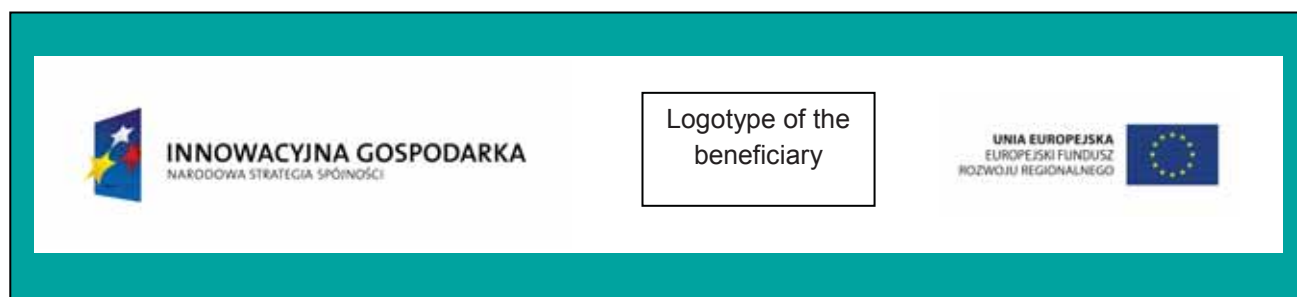 INNOWACYJNA GOSPODARKA
NARODOWA STRATEGIA SPÓJNOŚCI
Logotype of the
beneficiary
UNIA EUROPEJSKA
EUROPEJSKI FUNDUSZ
ROZWOJU REGIONALNEGO